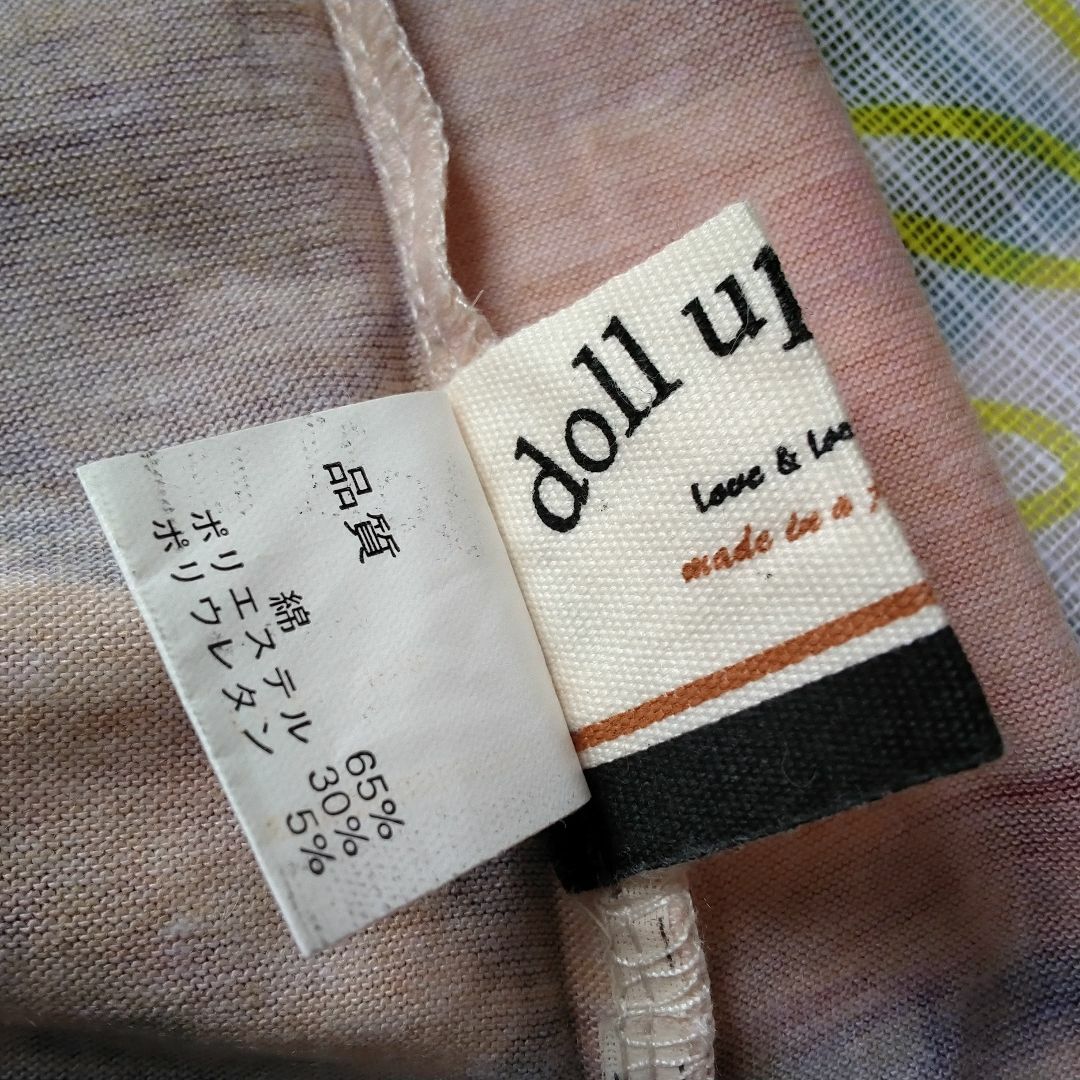 品質
綿 65%
ポリエステル 30%
ポリウレタン 5%
doll up
Love &
made in a